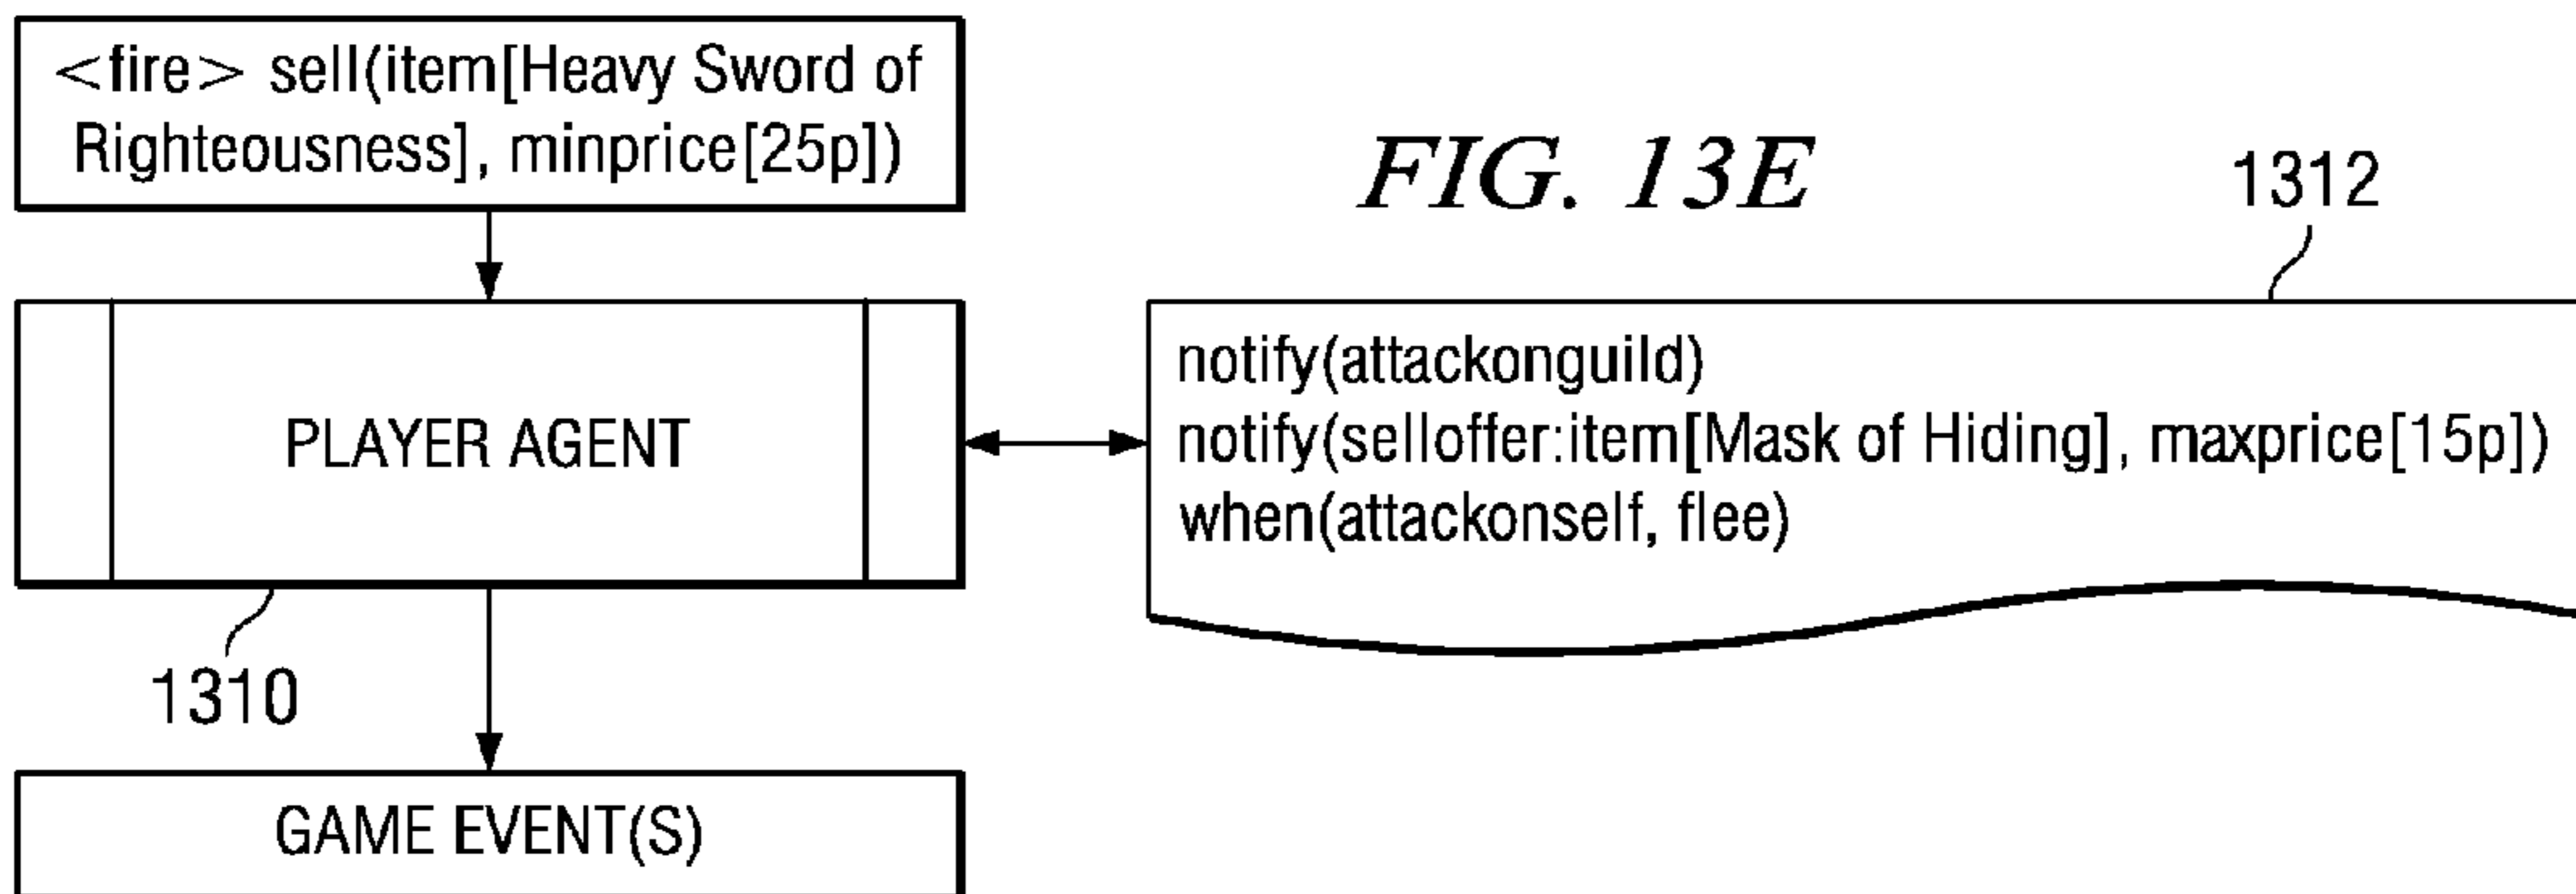 <fire> sell(item[Heavy Sword of
Righteousness], minprice[25p])
FIG. 13E
1312
PLAYER AGENT
notify(attackonguild)
notify(selloffer:item[Mask of Hiding], maxprice[15p])
when(attackonself, flee)
1310
GAME EVENT(S)